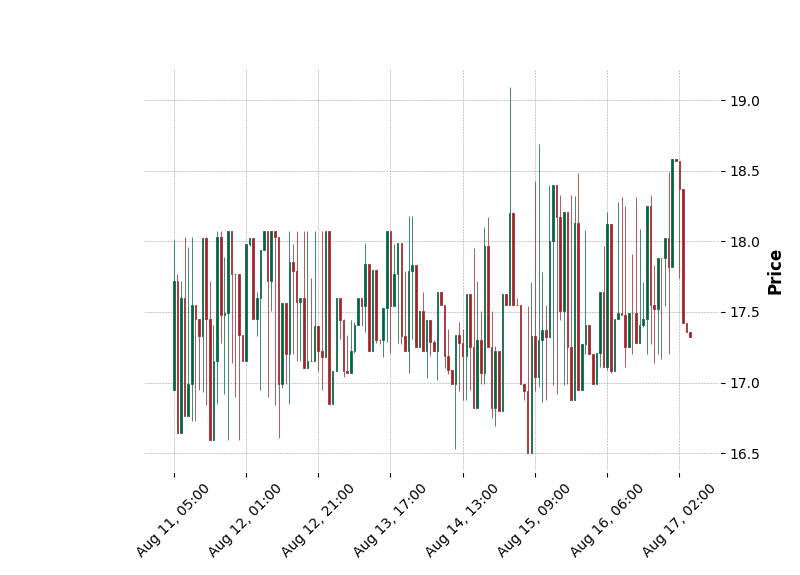 19.0
18.5
18.0
17.5
17.0
16.5
Price
Aug 11, 05:00
Aug 12, 01:00
Aug 12, 21:00
Aug 13, 17:00
Aug 14, 13:00
Aug 15, 09:00
Aug 16, 06:00
Aug 17, 02:00